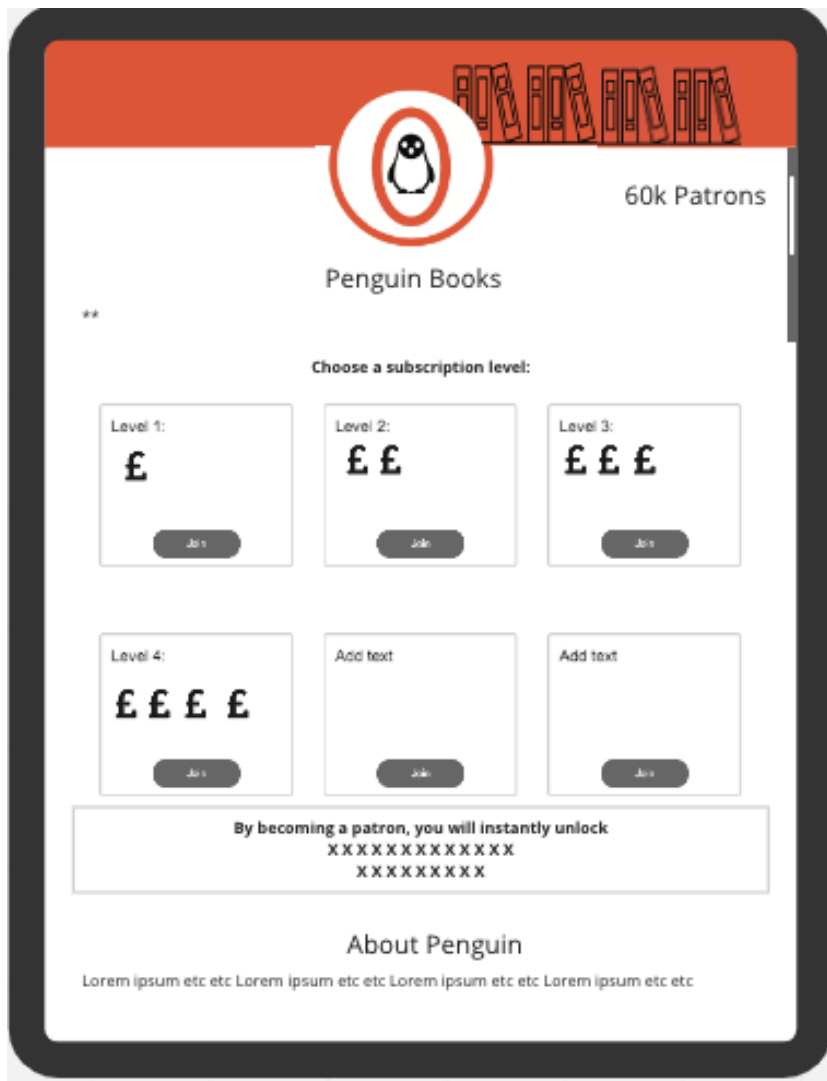 60k Patrons
Penguin Books
**
Choose a subscription level:
Level 1:
£
Join
Level 2:
£ £
Join
Level 3:
£ £ £
Join
Level 4:
£ £ £ £
Join
Add text
Join
Add text
Join
By becoming a patron, you will instantly unlock
X X X X X X X X X X X X X
X X X X X X X X X
About Penguin
Lorem ipsum etc etc Lorem ipsum etc etc Lorem ipsum etc etc Lorem ipsum etc etc